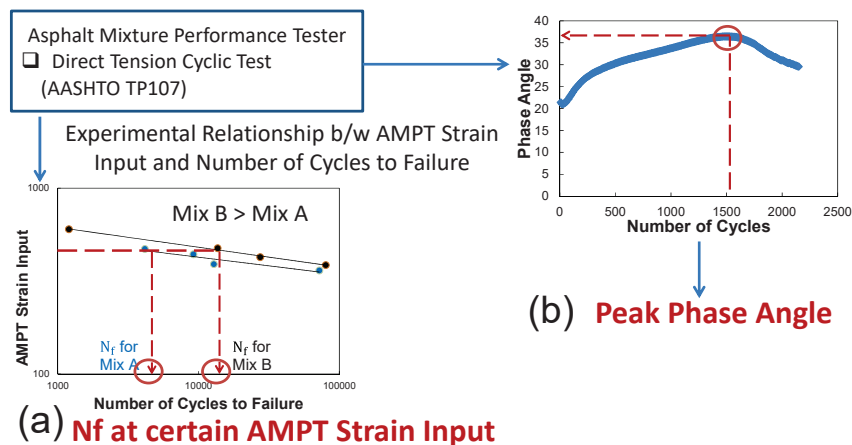 Asphalt Mixture Performance Tester
❑ Direct Tension Cyclic Test
(AASHTO TP107)
Experimental Relationship b/w AMPT Strain
Input and Number of Cycles to Failure
1000
Mix B > Mix A
AMPT Strain Input
Nf for
Mix A
Nf for
Mix B
100
1000
10000
100000
Number of Cycles to Failure
(a) Nf at certain AMPT Strain Input
40
35
30
25
20
15
10
5
0
Phase Angle
0
500
1000
1500
2000
2500
Number of Cycles
(b) Peak Phase Angle